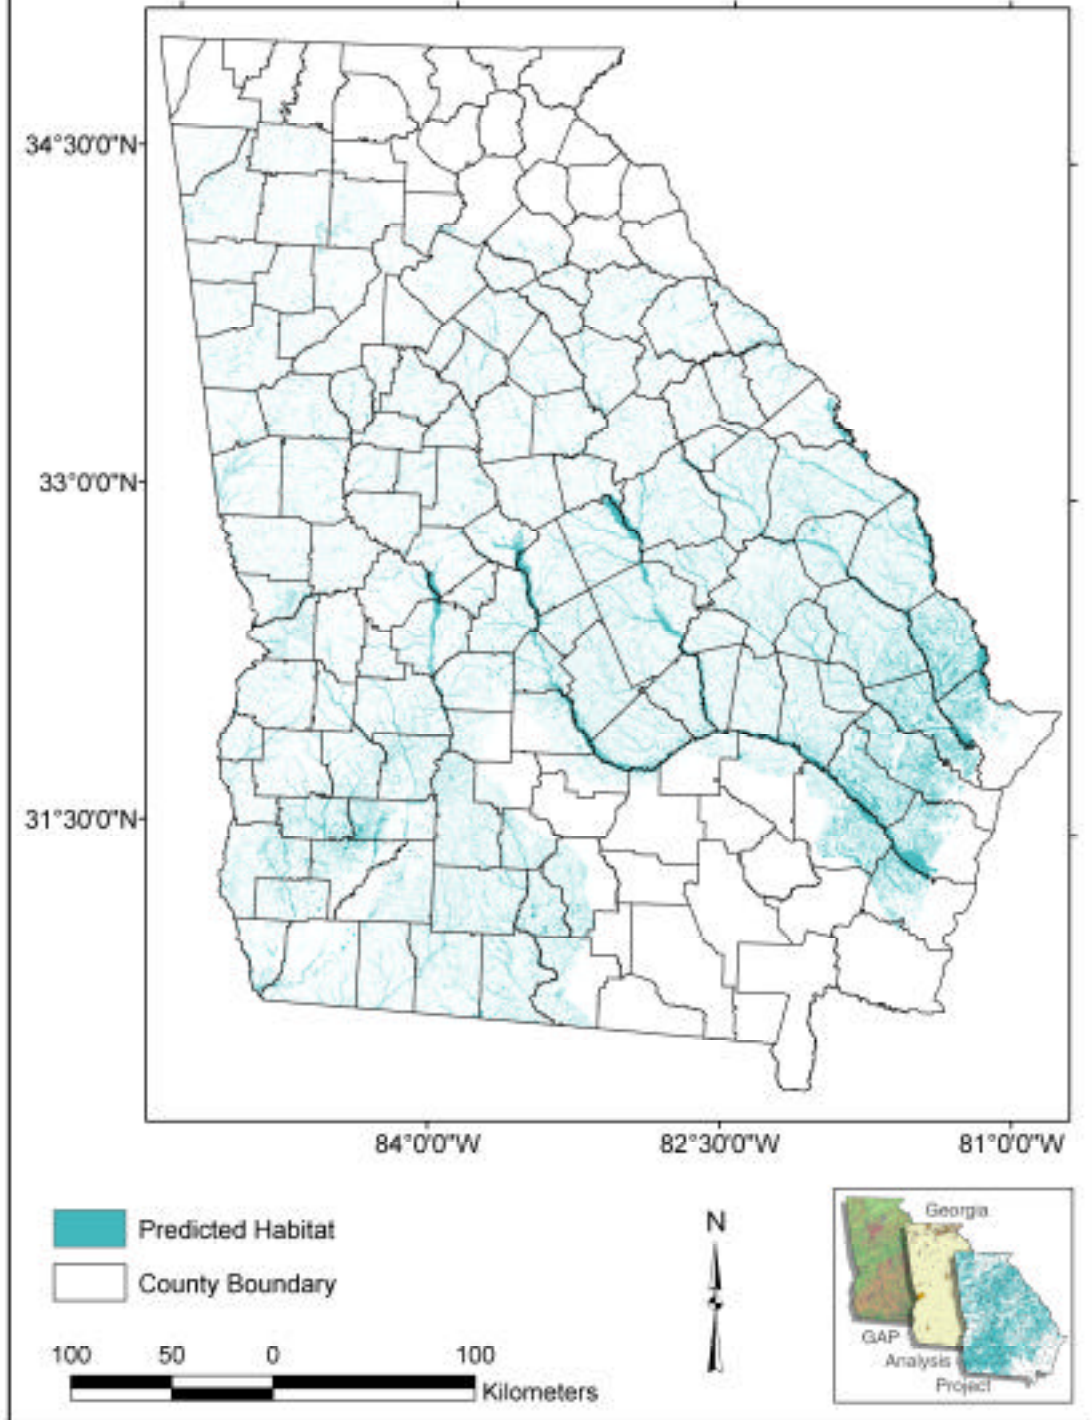 34°30'0"N
33°0'0"N
31°30'0"N
84°0'0"W 82°30'0"W 81°0'0"W
Predicted Habitat
County Boundary
N
100 50 0 100
Kilometers
Georgia
GAP
Analysis
Project